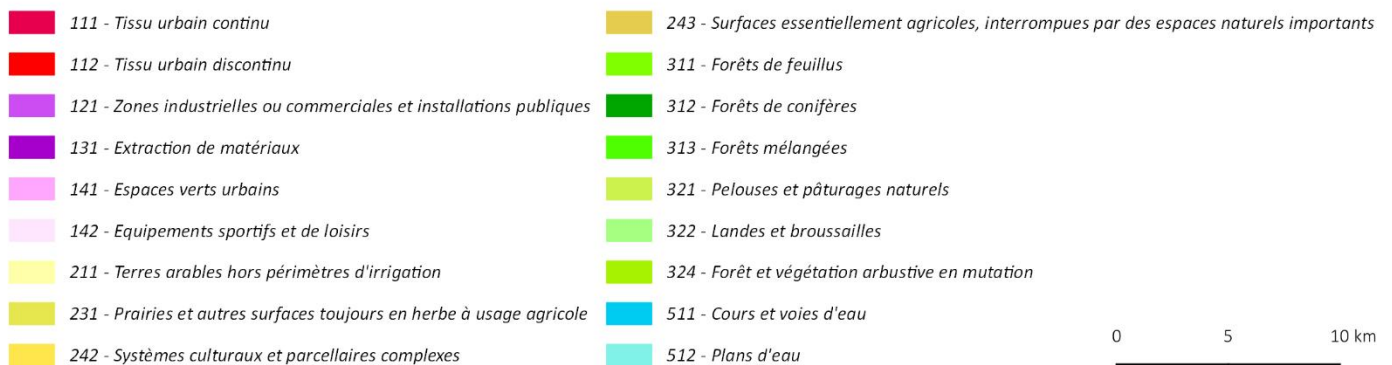 111 - Tissu urbain continu
112 - Tissu urbain discontinu
121 - Zones industrielles ou commerciales et installations publiques
131 - Extraction de matériaux
141 - Espaces verts urbains
142 - Equipements sportifs et de loisirs
211 - Terres arables hors périmètres d'irrigation
231 - Prairies et autres surfaces toujours en herbe à usage agricole
242 - Systèmes culturaux et parcellaires complexes
243 - Surfaces essentiellement agricoles, interrompues par des espaces naturels importants
311 - Forêts de feuillus
312 - Forêts de conifères
313 - Forêts mélangées
321 - Pelouses et pâturages naturels
322 - Landes et broussailles
324 - Forêt et végétation arbustive en mutation
511 - Cours et voies d'eau
512 - Plans d'eau
0 5 10 km